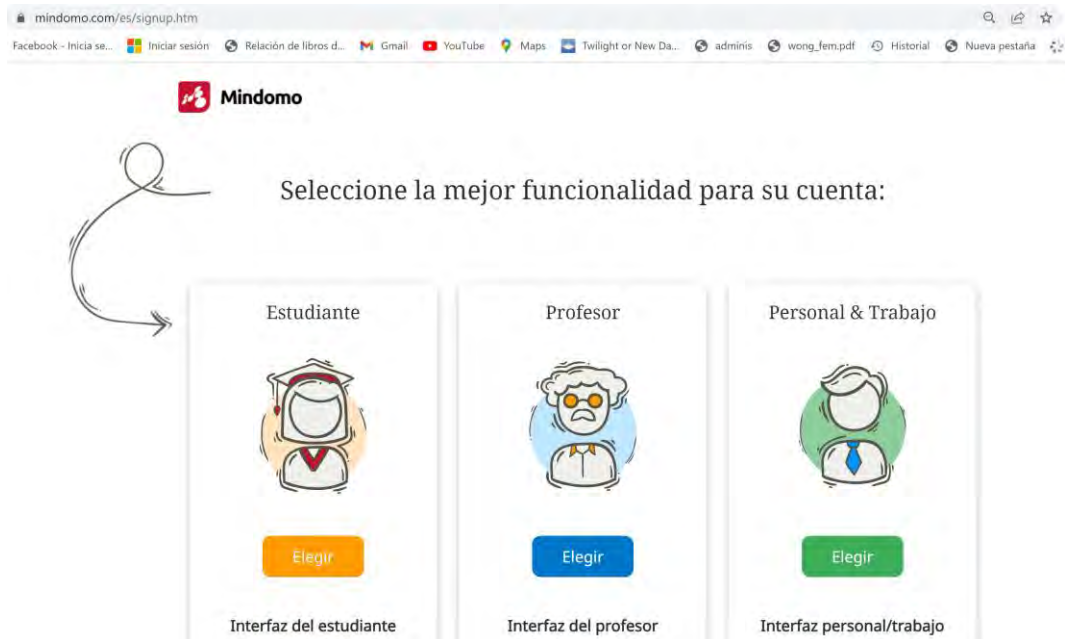 mindomo.com/es/signup.htm
Facebook - Inicia se... Iniciar sesión Relación de libros d... Gmail YouTube Maps Twilight or New Da... adminis wong_fem.pdf Historial Nueva pestaña
Mindomo
Seleccione la mejor funcionalidad para su cuenta:
Estudiante Profesor Personal & Trabajo
Elegir Elegir Elegir
Interfaz del estudiante Interfaz del profesor Interfaz personal/trabajo